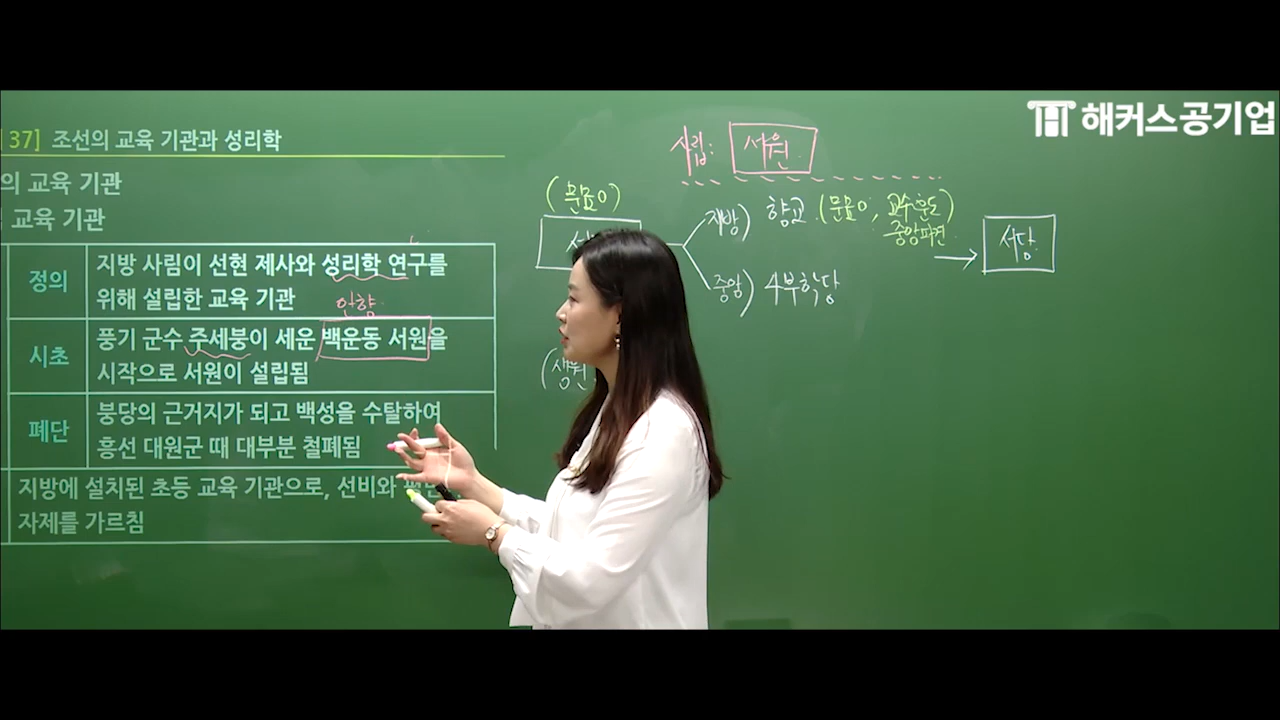 해커스공기업
37] 조선의 교육 기관과 성리학
의 교육 기관
교육 기관
정의
지방 사림이 선현 제사와 성리학 연구를
위해 설립한 교육 기관
안향
시초
풍기 군수 주세붕이 세운 백운동 서원을
시작으로 서원이 설립됨
폐단
붕당의 근거지가 되고 백성을 수탈하여
흥선 대원군 때 대부분 철폐됨
지방에 설치된 초등 교육 기관으로, 선비와 평민
자제를 가르침
사립: 서원
(문묘O)
지방) 향교 (문묘O, 교수·훈도)
중앙파견
중앙) 4부학당
→ 서당
(생원